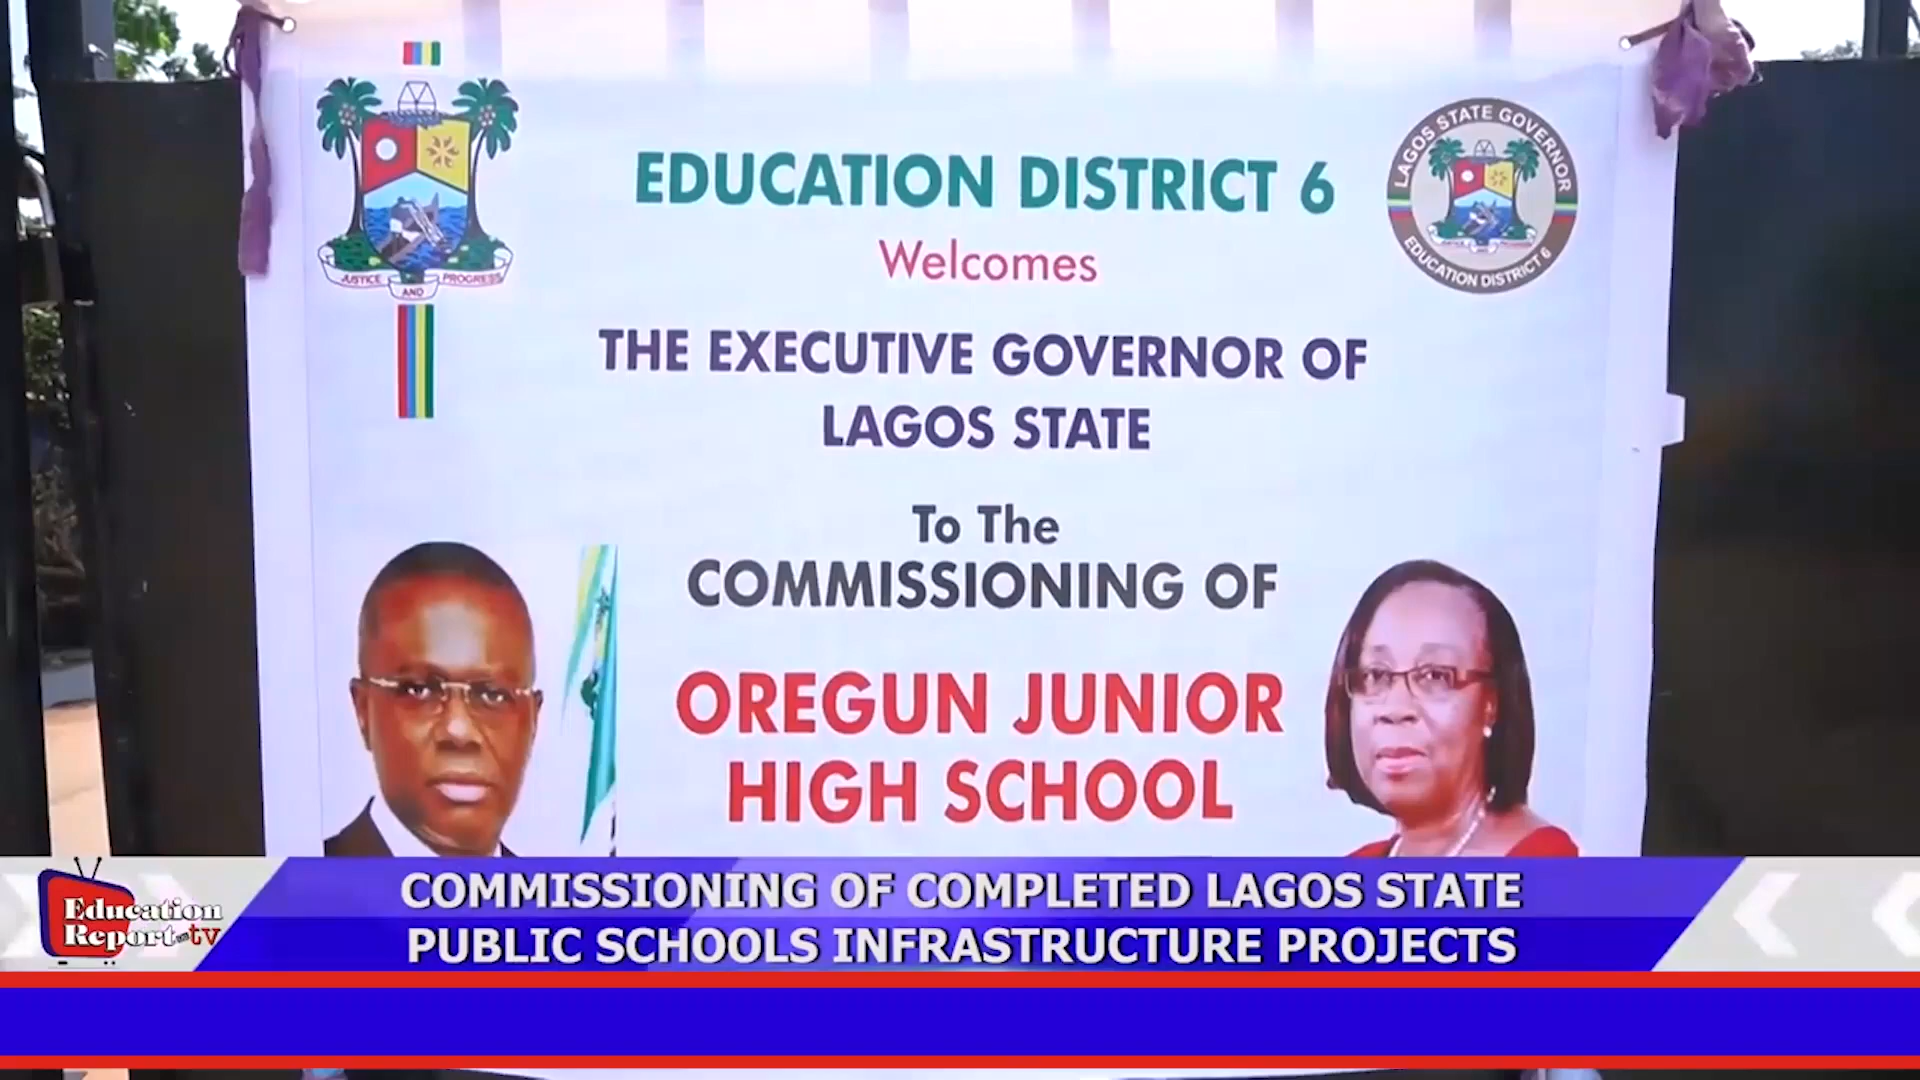 EDUCATION DISTRICT 6
Welcomes
THE EXECUTIVE GOVERNOR OF
LAGOS STATE
To The
COMMISSIONING OF
OREGUN JUNIOR
HIGH SCHOOL
JUSTICE AND PROGRESS
LAGOS STATE GOVERNOR
EDUCATION DISTRICT 6
COMMISSIONING OF COMPLETED LAGOS STATE
PUBLIC SCHOOLS INFRASTRUCTURE PROJECTS
Education
Report tv